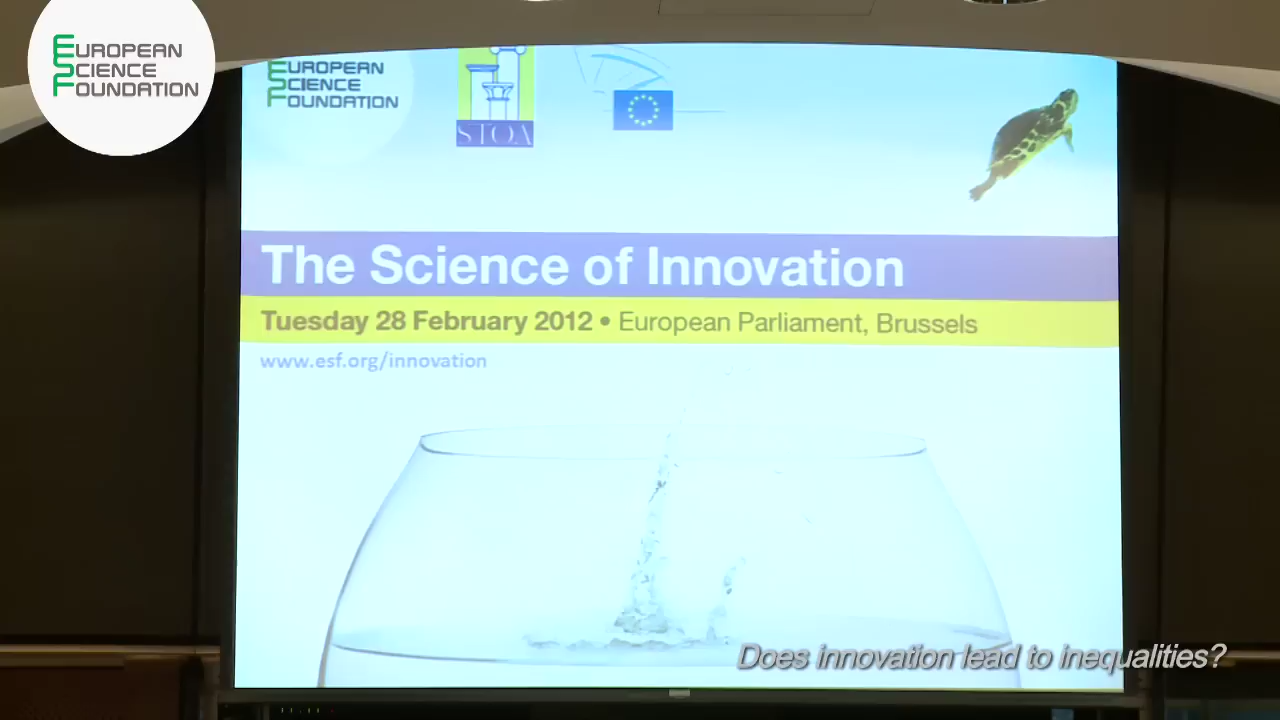 EUROPEAN
SCIENCE
FOUNDATION
EUROPEAN
SCIENCE
FOUNDATION
STOA
The Science of Innovation
Tuesday 28 February 2012 • European Parliament, Brussels
www.esf.org/innovation
Does innovation lead to inequalities?